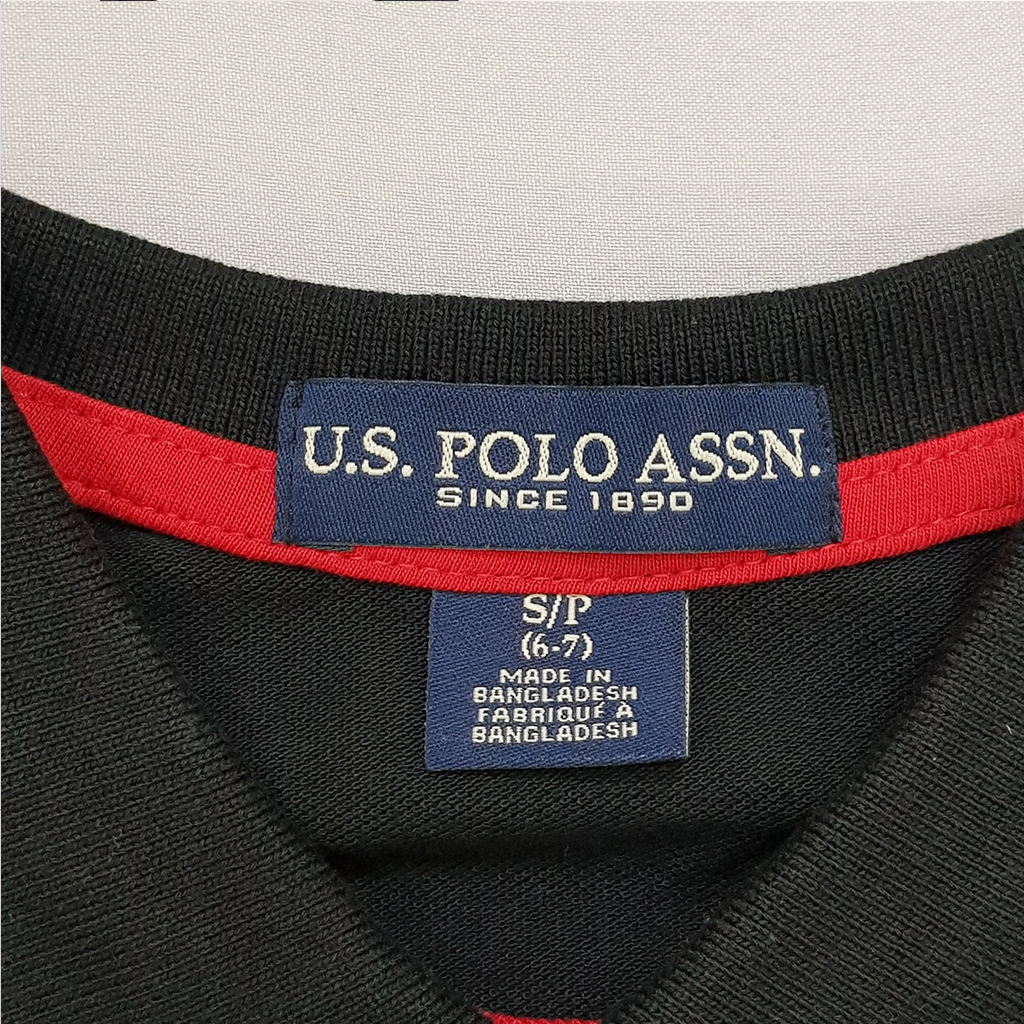 U.S. POLO ASSN.
SINCE 1890
S/P
(6-7)
MADE IN
BANGLADESH
FABRIQUÉ À
BANGLADESH